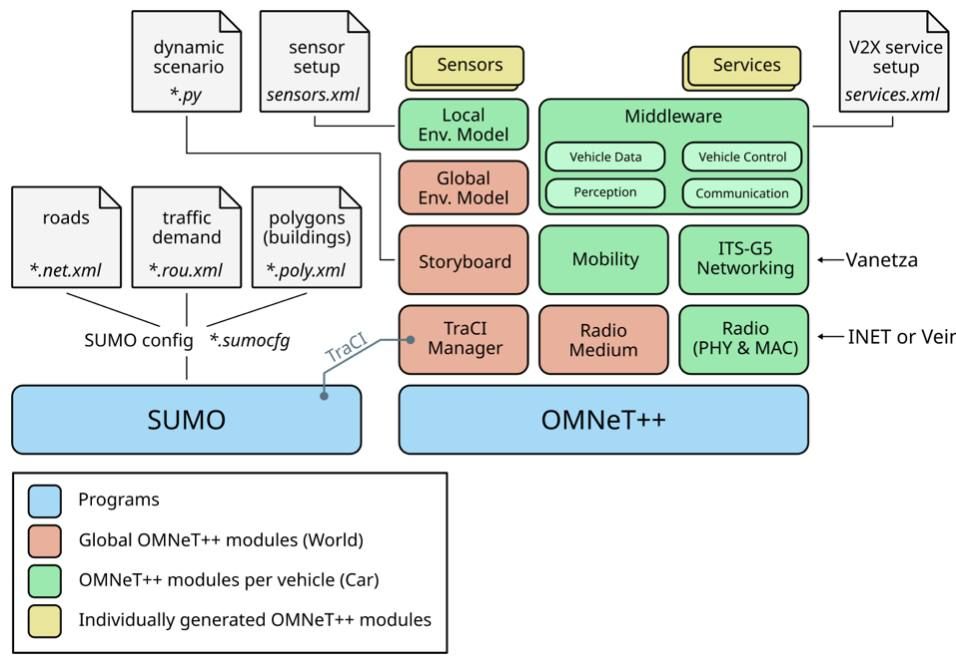 dynamic
scenario
*.py
sensor
setup
sensors.xml
Sensors
Services
V2X service
setup
services.xml
Local
Env. Model
Middleware
Vehicle Data
Vehicle Control
Perception
Communication
Global
Env. Model
roads
*.net.xml
traffic
demand
*.rou.xml
polygons
(buildings)
*.poly.xml
Storyboard
Mobility
ITS-G5
Networking
Vanetza
SUMO config *.sumocfg
TraCI
TraCI
Manager
Radio
Medium
Radio
(PHY & MAC)
INET or Vein
SUMO
OMNeT++
Programs
Global OMNeT++ modules (World)
OMNeT++ modules per vehicle (Car)
Individually generated OMNeT++ modules